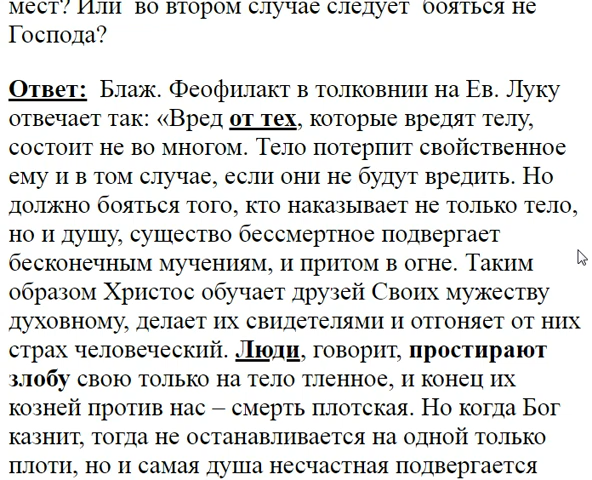 мест? Или во втором случае следует бояться не
Господа?
Ответ: Блаж. Феофилакт в толковнии на Ев. Луку
отвечает так: «Вред от тех, которые вредят телу,
состоит не во многом. Тело потерпит свойственное
ему и в том случае, если они не будут вредить. Но
должно бояться того, кто наказывает не только тело,
но и душу, существо бессмертное подвергает
бесконечным мучениям, и притом в огне. Таким
образом Христос обучает друзей Своих мужеству
духовному, делает их свидетелями и отгоняет от них
страх человеческий. Люди, говорит, простирают
злобу свою только на тело тленное, и конец их
козней против нас – смерть плотская. Но когда Бог
казнит, тогда не останавливается на одной только
плоти, но и самая душа несчастная подвергается